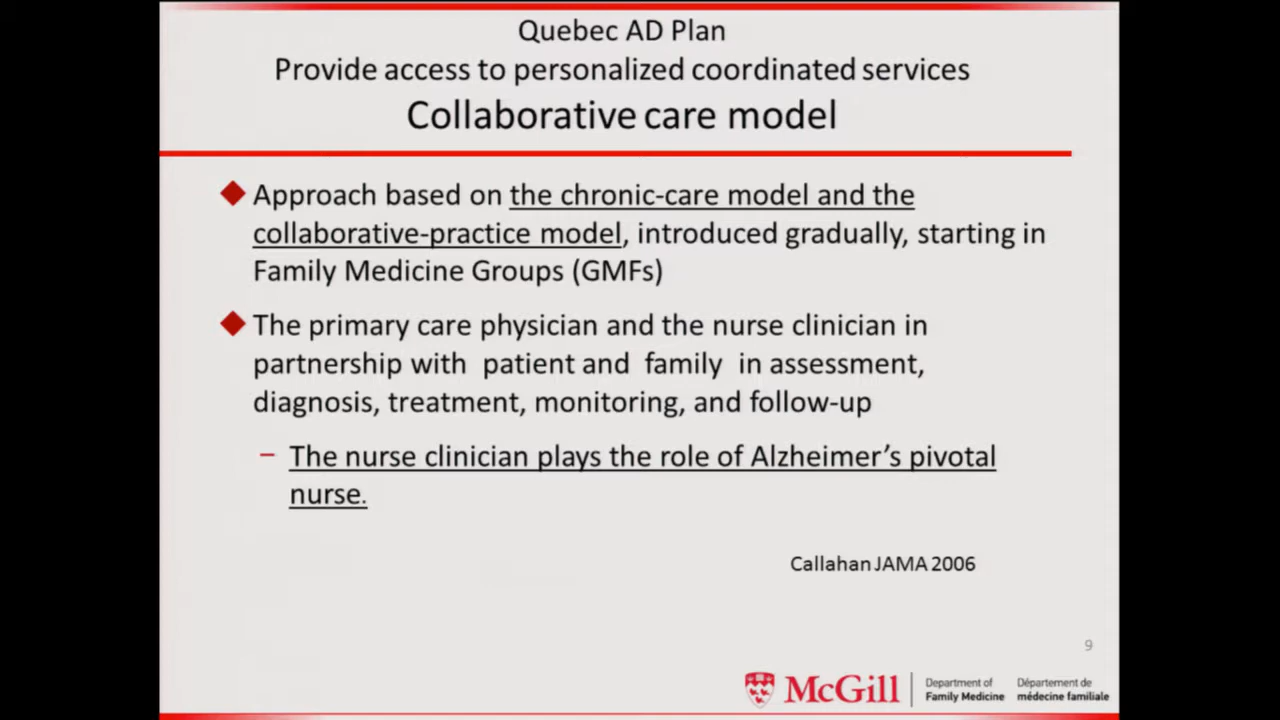 Quebec AD Plan
Provide access to personalized coordinated services
Collaborative care model
Approach based on the chronic-care model and the
collaborative-practice model, introduced gradually, starting in
Family Medicine Groups (GMFs)
The primary care physician and the nurse clinician in
partnership with patient and family in assessment,
diagnosis, treatment, monitoring, and follow-up
– The nurse clinician plays the role of Alzheimer’s pivotal
nurse.
Callahan JAMA 2006
9
McGill
Department of
Family Medicine
Département de
médecine familiale